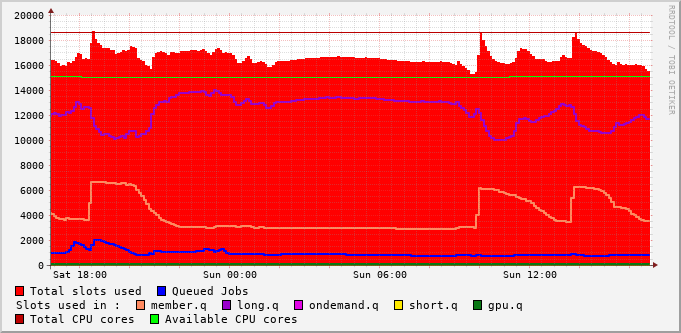 20000
18000
16000
14000
12000
10000
8000
6000
4000
2000
0
Sat 18:00 Sun 00:00 Sun 06:00 Sun 12:00
RRDTOOL / TOBI OETIKER
Total slots used Queued Jobs
Slots used in : member.q long.q ondemand.q short.q gpu.q
Total CPU cores Available CPU cores